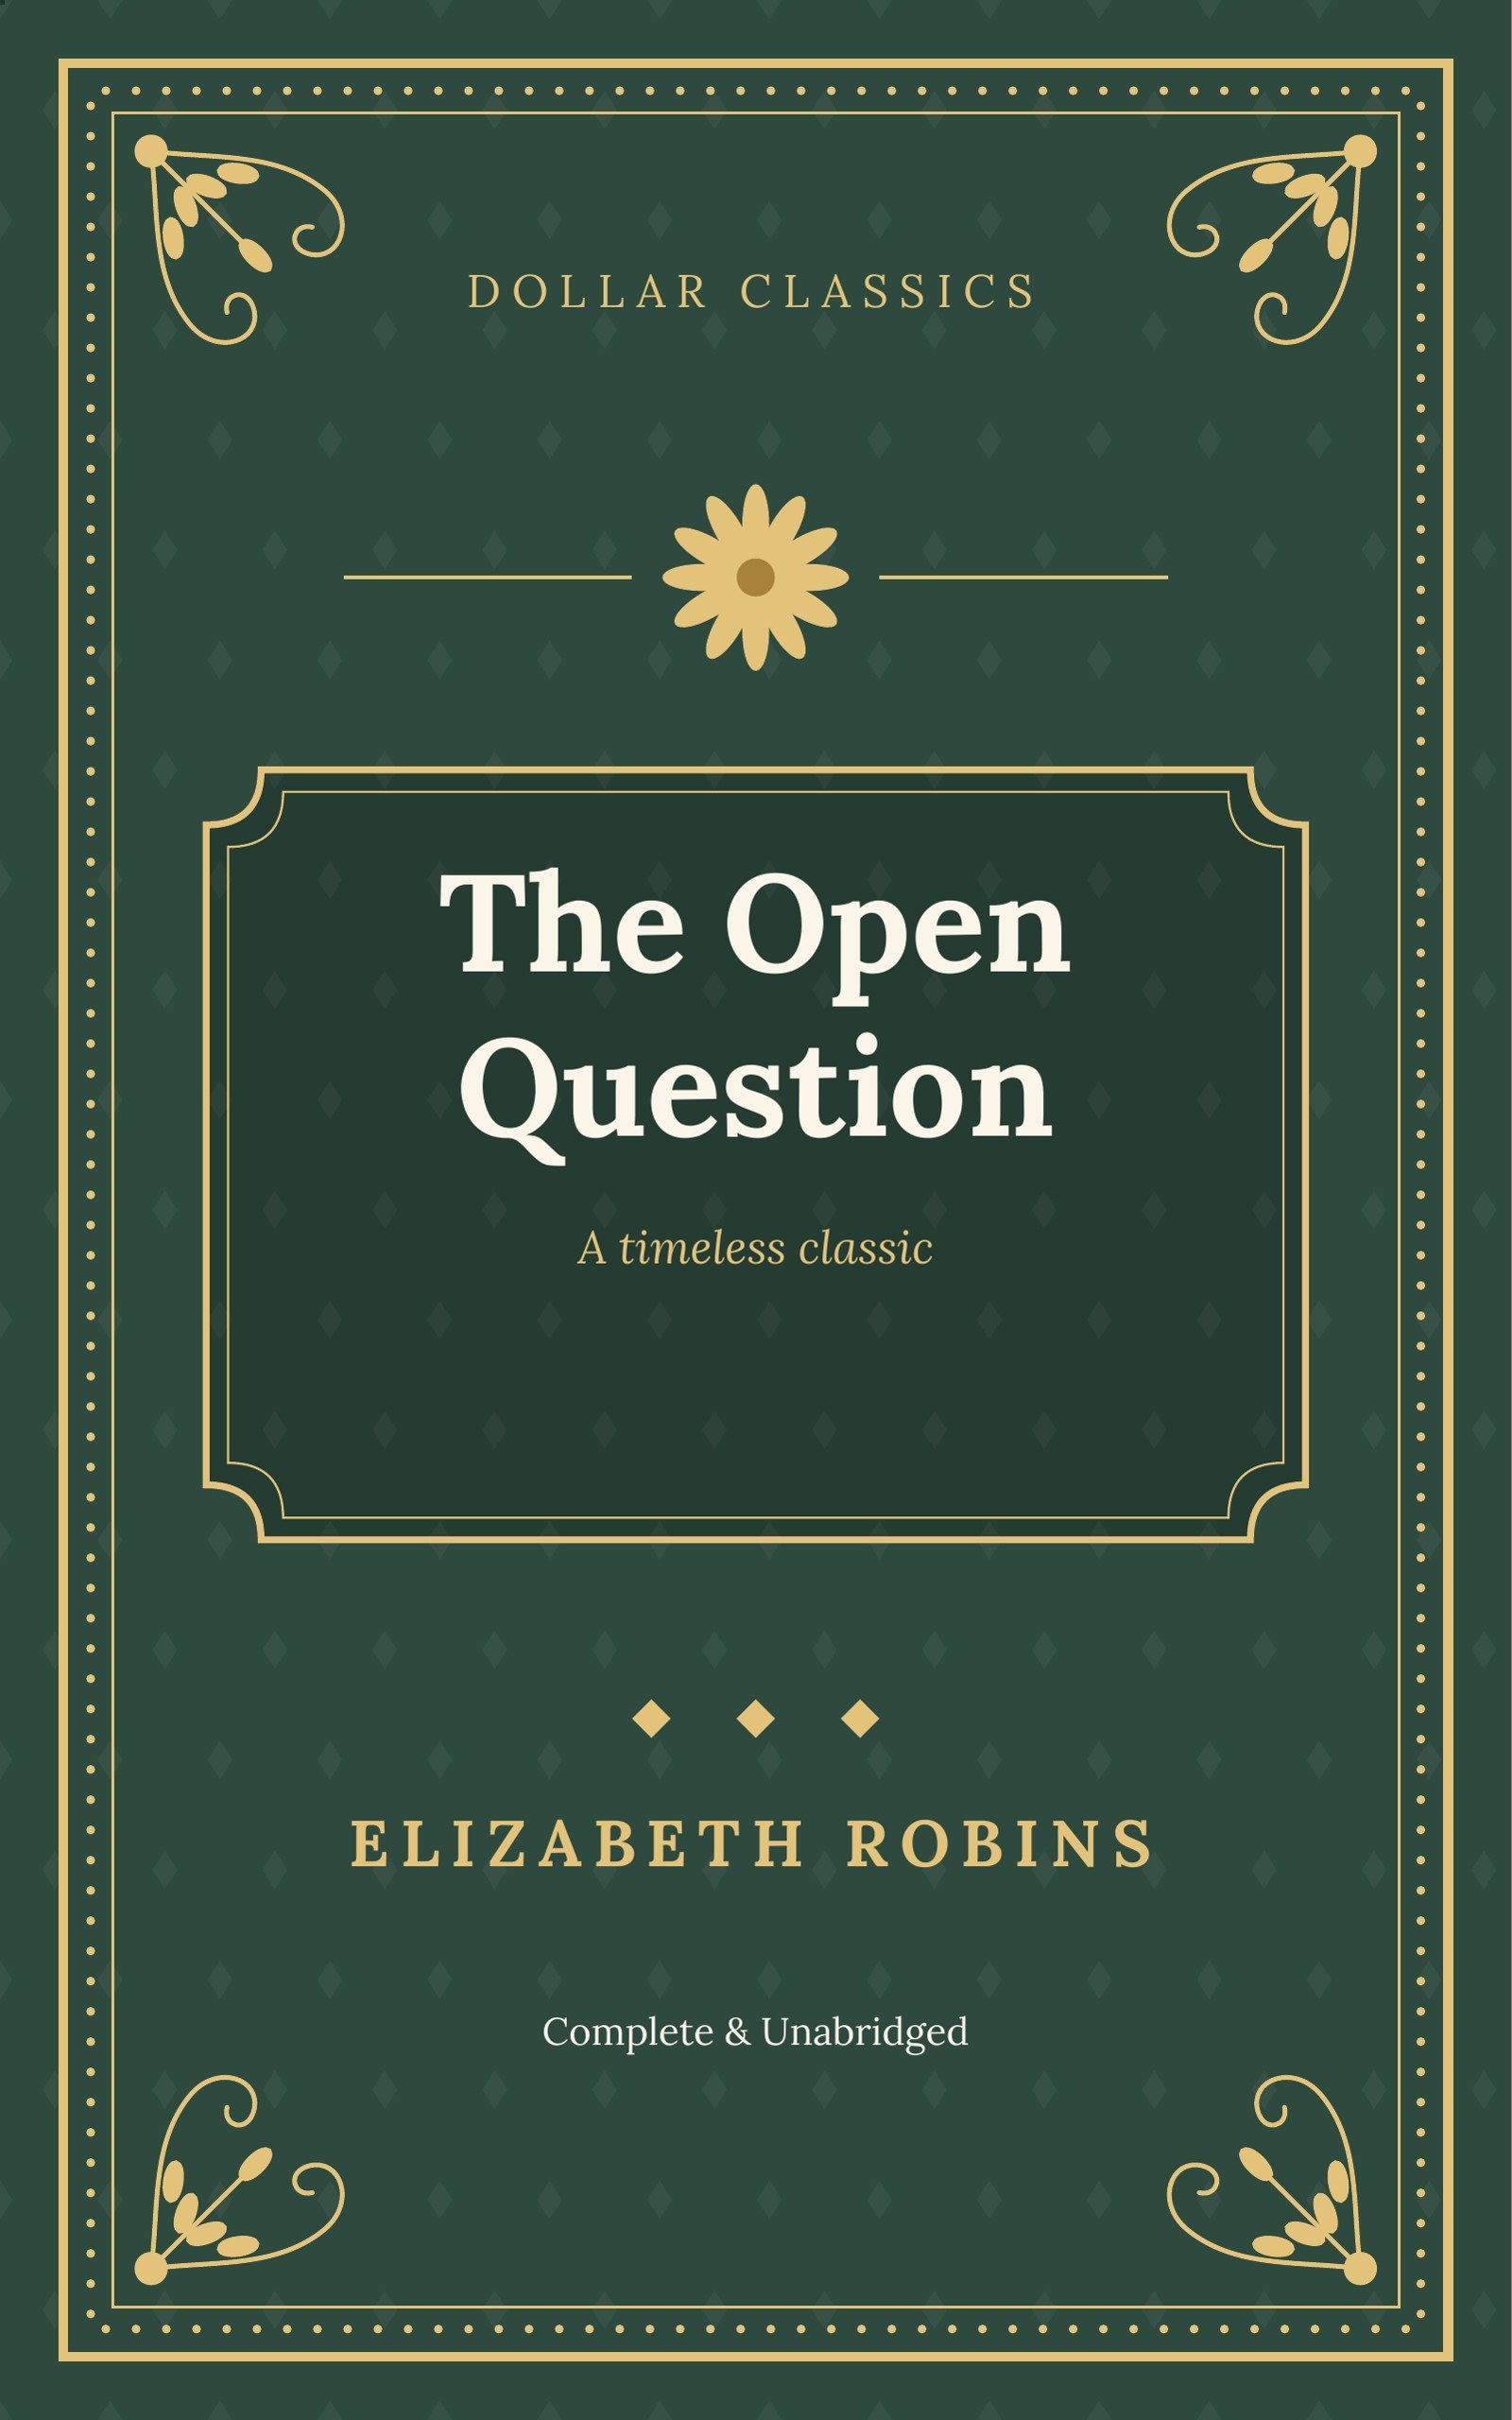 DOLLAR CLASSICS
The Open
Question
A timeless classic
ELIZABETH ROBINS
Complete & Unabridged